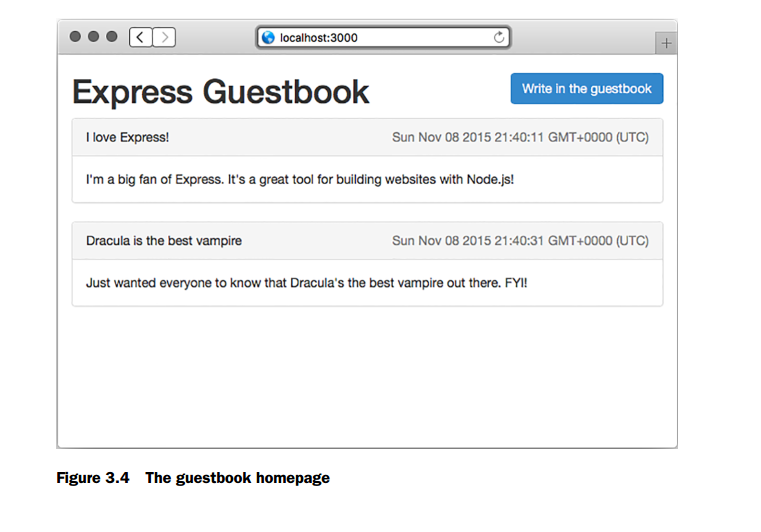 localhost:3000
Express Guestbook
Write in the guestbook
I love Express!
Sun Nov 08 2015 21:40:11 GMT+0000 (UTC)
I'm a big fan of Express. It's a great tool for building websites with Node.js!
Dracula is the best vampire
Sun Nov 08 2015 21:40:31 GMT+0000 (UTC)
Just wanted everyone to know that Dracula's the best vampire out there. FYI!
Figure 3.4 The guestbook homepage